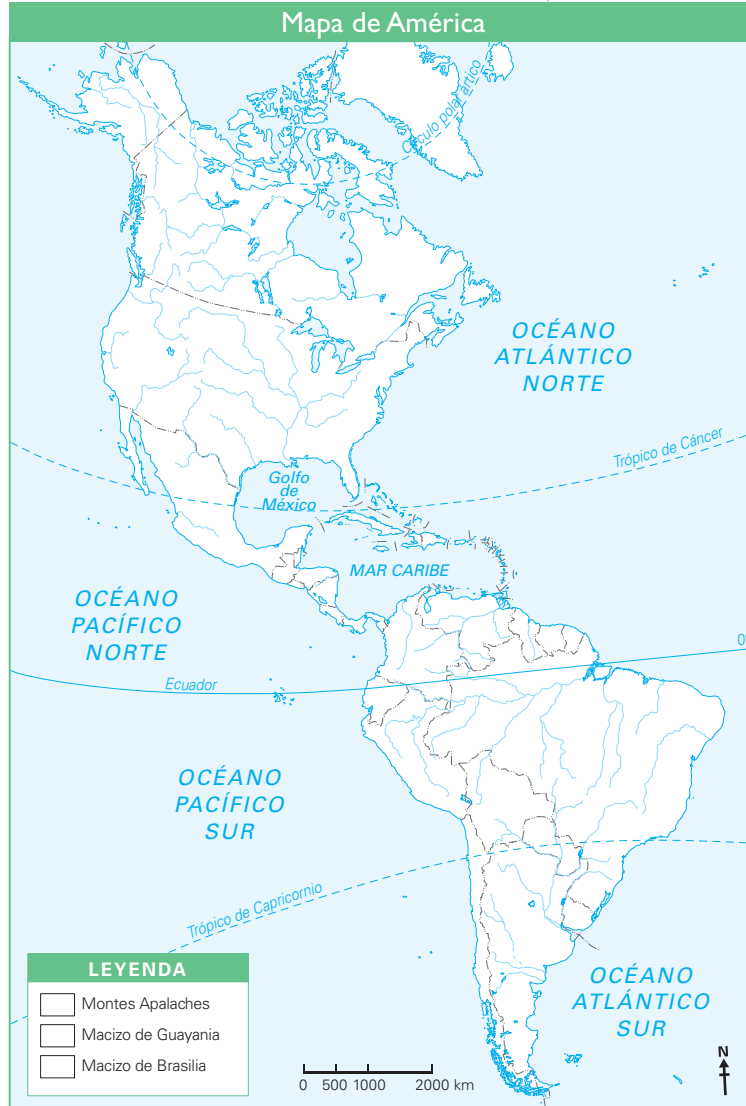 Mapa de América
Círculo polar ártico
OCÉANO
ATLÁNTICO
NORTE
Trópico de Cáncer
Golfo
de
México
MAR CARIBE
OCÉANO
PACÍFICO
NORTE
0°
Ecuador
OCÉANO
PACÍFICO
SUR
Trópico de Capricornio
LEYENDA
Montes Apalaches
Macizo de Guayania
Macizo de Brasilia
OCÉANO
ATLÁNTICO
SUR
N
0 500 1000 2000 km